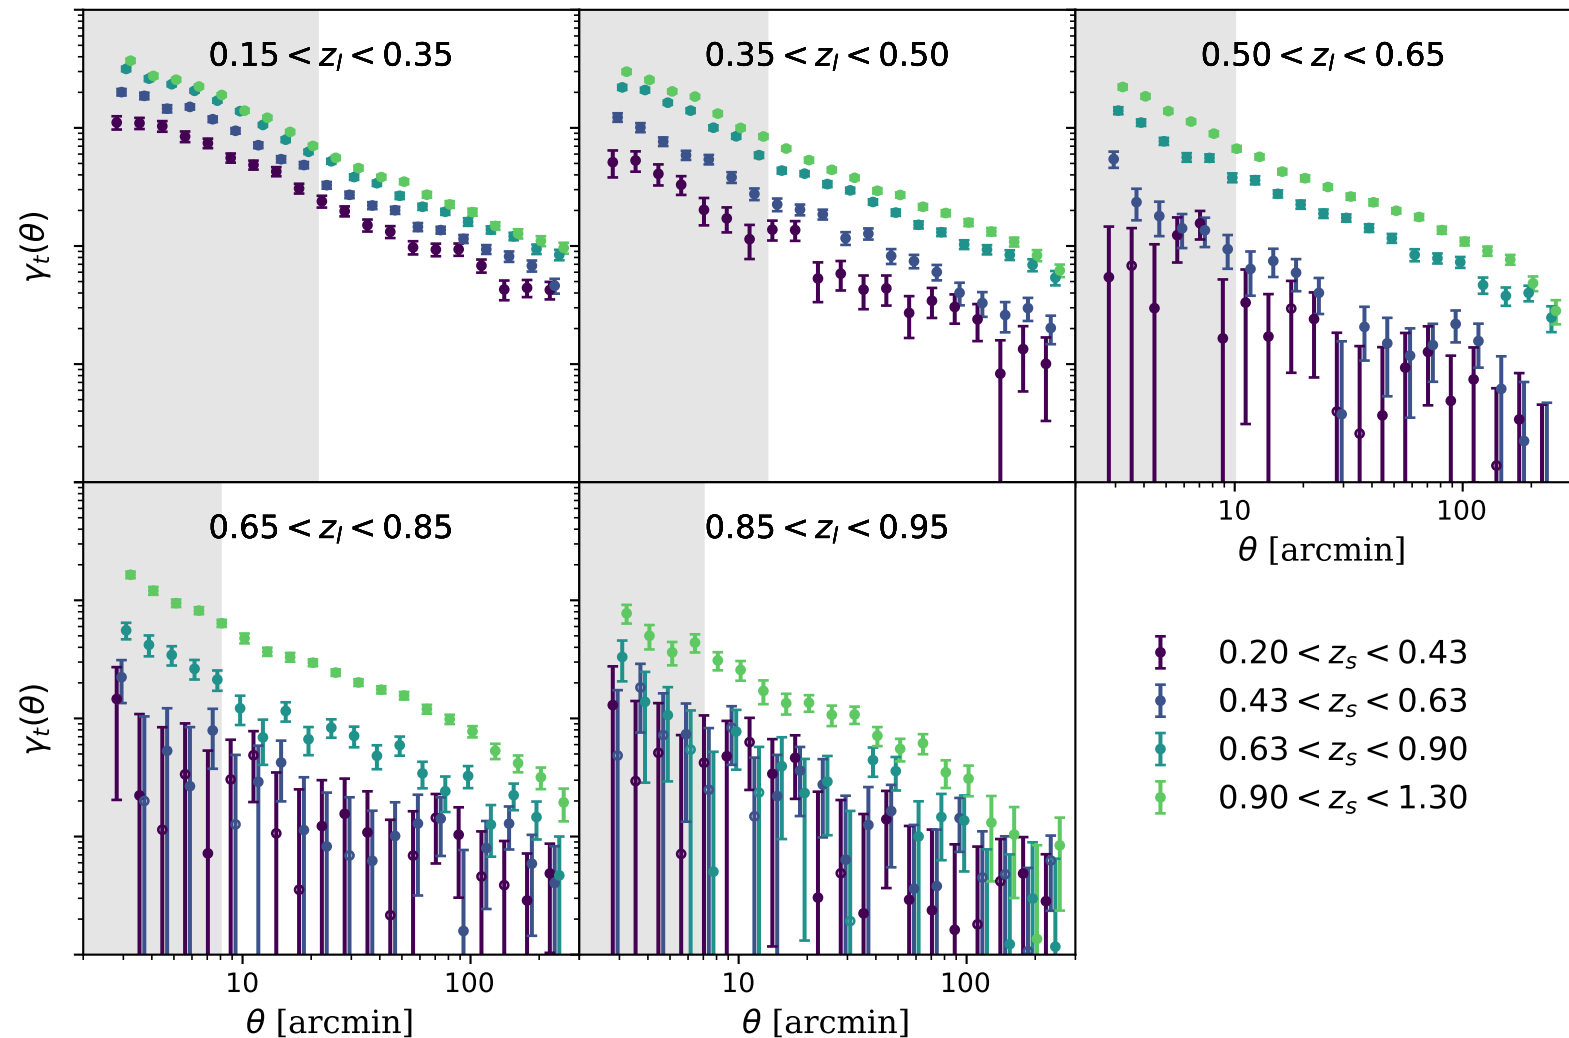 0.15 < z_l < 0.35
0.35 < z_l < 0.50
0.50 < z_l < 0.65
γ_t(θ)
10 100
θ [arcmin]
0.65 < z_l < 0.85
0.85 < z_l < 0.95
γ_t(θ)
0.20 < z_s < 0.43
0.43 < z_s < 0.63
0.63 < z_s < 0.90
0.90 < z_s < 1.30
10 100
10 100
θ [arcmin]
θ [arcmin]